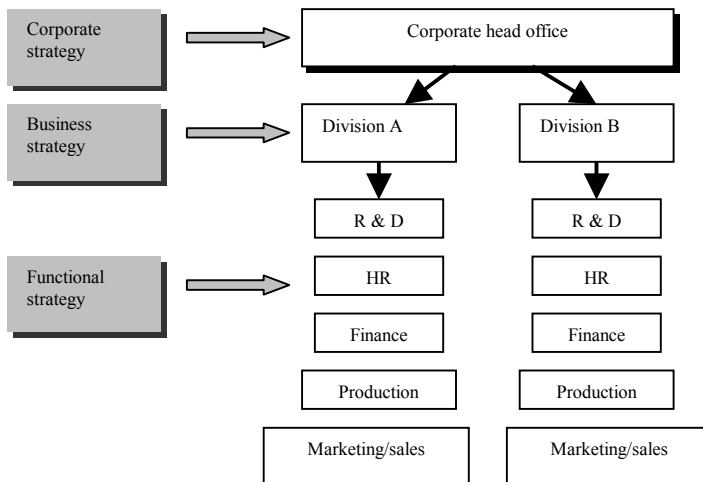 Corporate
strategy
Corporate head office
Business
strategy
Division A
Division B
R & D
R & D
Functional
strategy
HR
HR
Finance
Finance
Production
Production
Marketing/sales
Marketing/sales